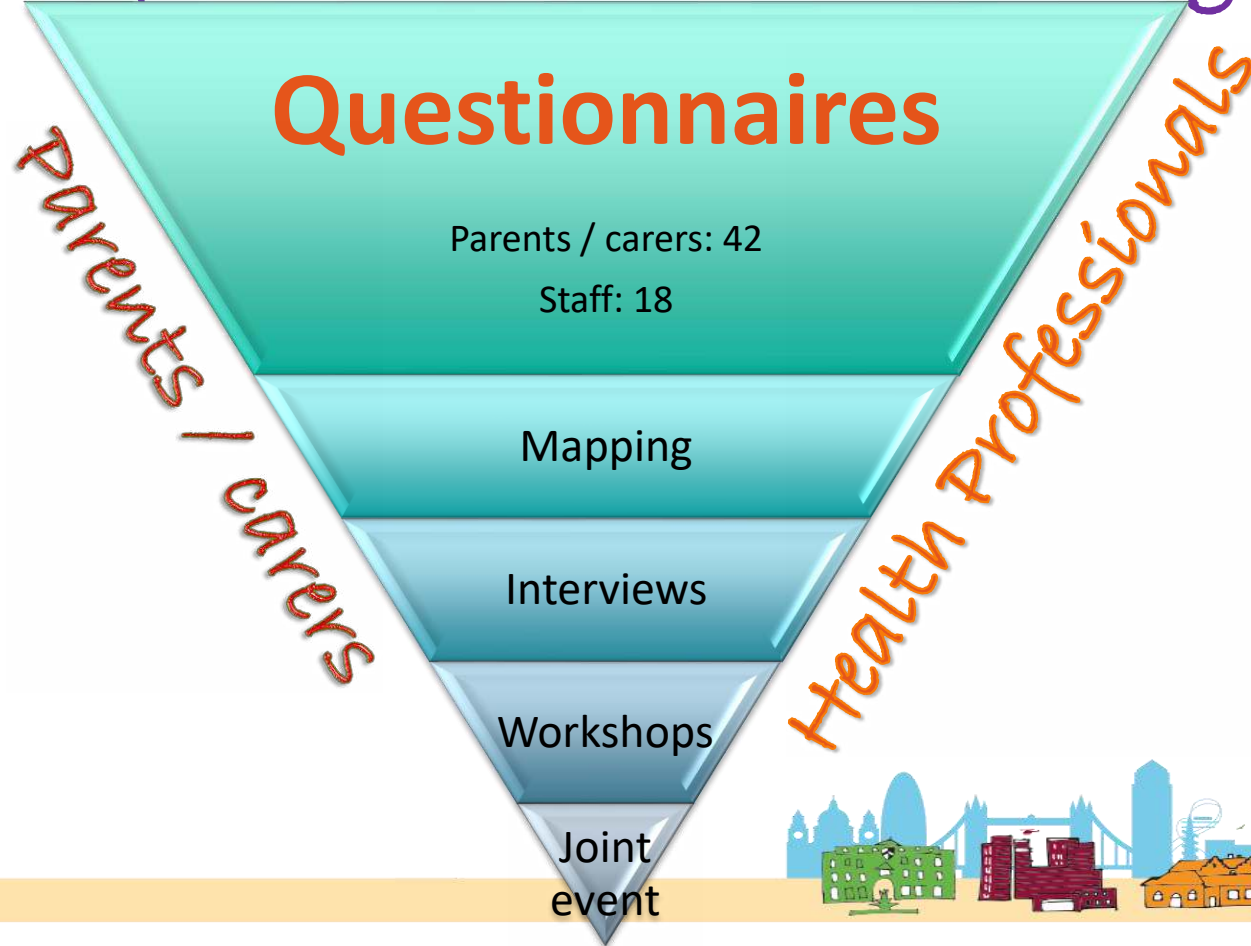 Questionnaires
Parents / carers: 42
Staff: 18
Mapping
Interviews
Workshops
Joint
event
Parents / carers
Health Professionals